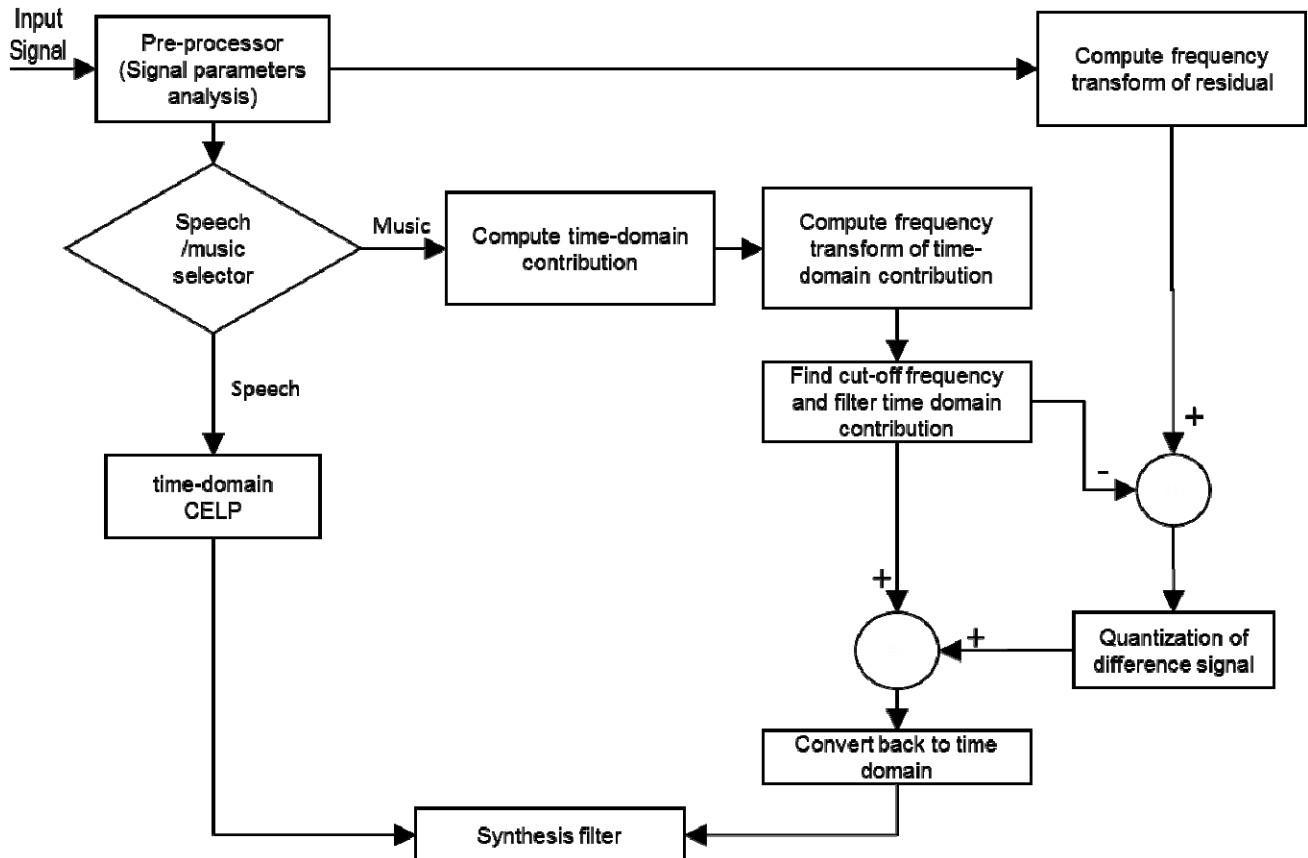 Input
Signal
Pre-processor
(Signal parameters
analysis)
Compute frequency
transform of residual
Speech
/music
selector
Music
Compute time-domain
contribution
Compute frequency
transform of time-
domain contribution
Speech
Find cut-off frequency
and filter time domain
contribution
+
-
time-domain
CELP
+
+
Quantization of
difference signal
Convert back to time
domain
Synthesis filter